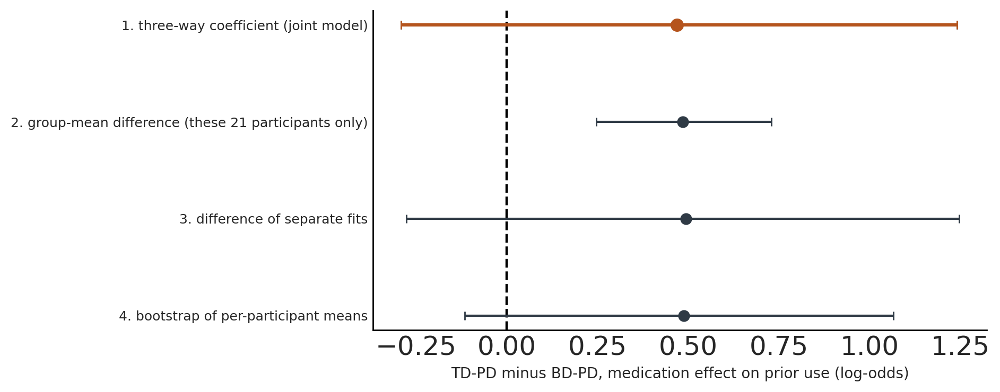 1. three-way coefficient (joint model)
2. group-mean difference (these 21 participants only)
3. difference of separate fits
4. bootstrap of per-participant means
−0.25 0.00 0.25 0.50 0.75 1.00 1.25
TD-PD minus BD-PD, medication effect on prior use (log-odds)